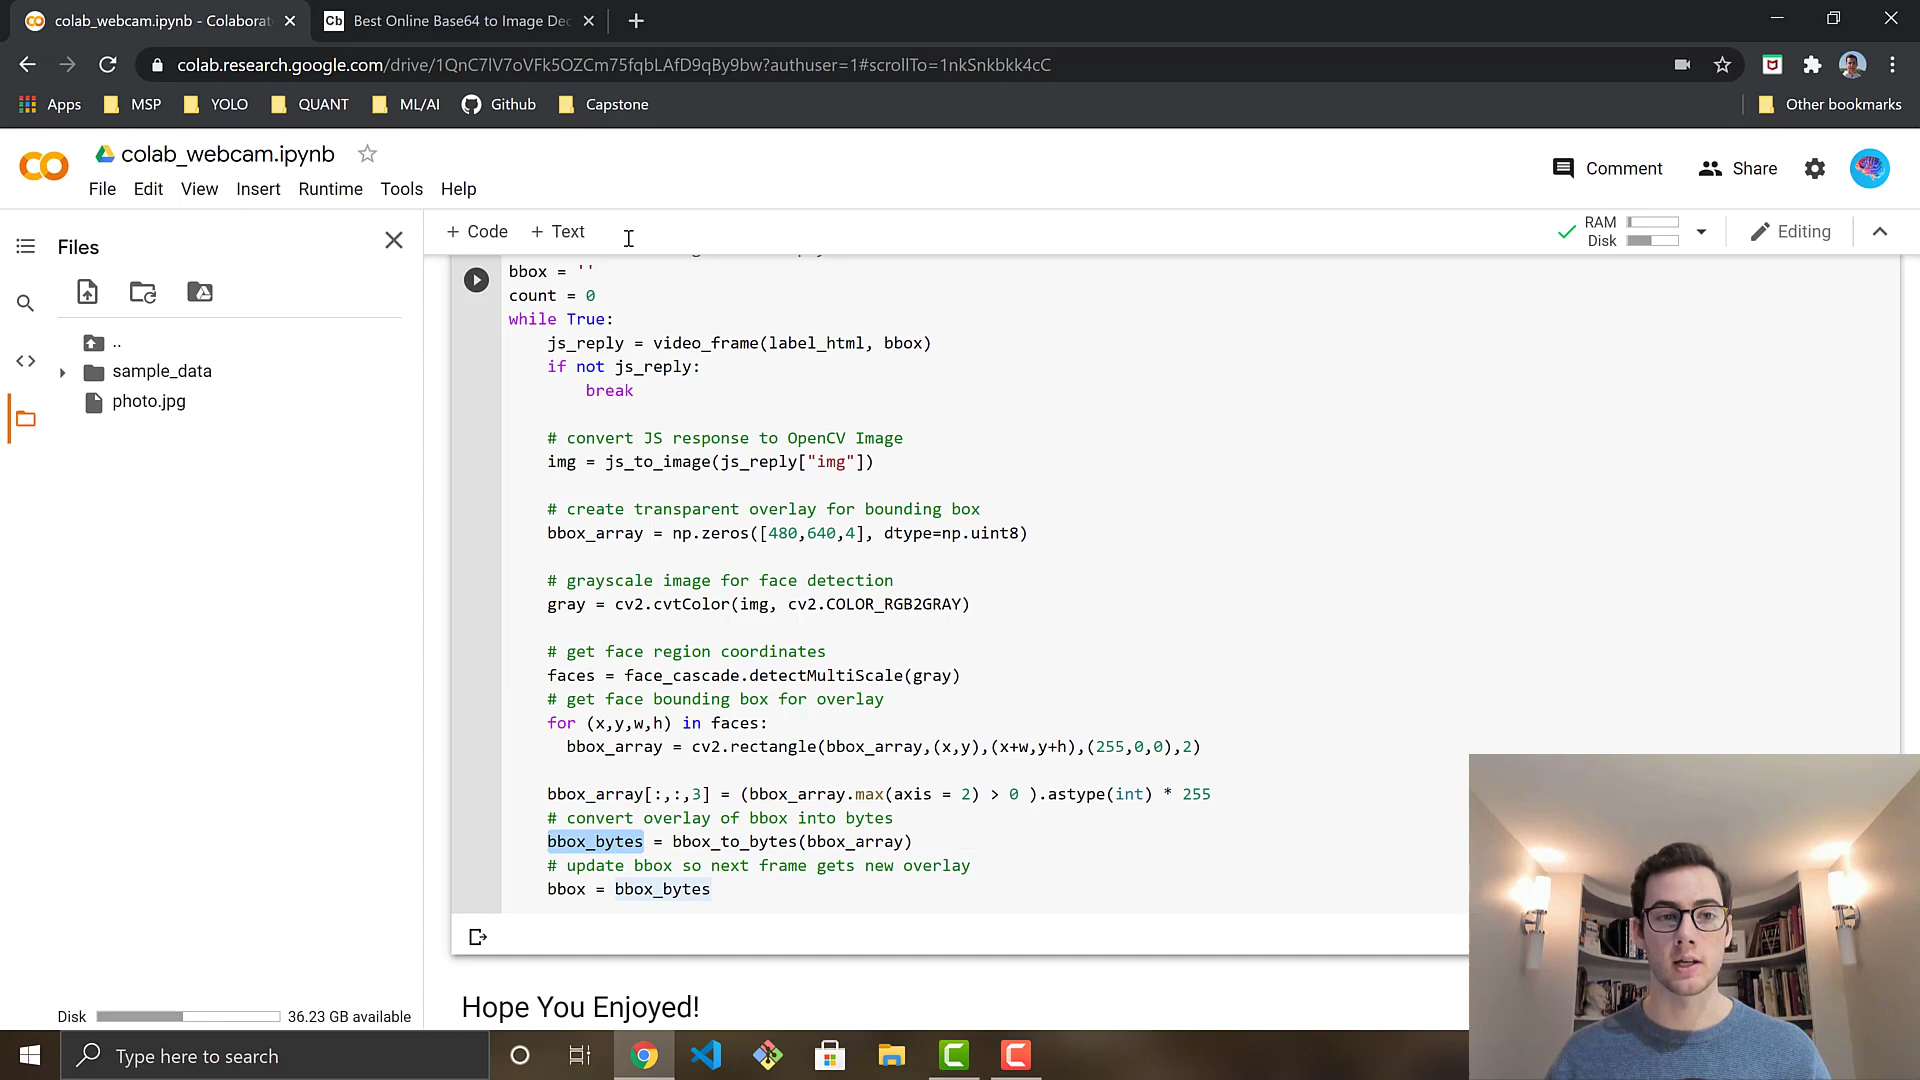 colab_webcam.ipynb - Colaborat
Cb Best Online Base64 to Image Dec
colab.research.google.com/drive/1QnC7lV7oVFk5OZCm75fqbLAfD9qBy9bw?authuser=1#scrollTo=1nkSnkbkk4cC
Apps MSP YOLO QUANT ML/AI Github Capstone Other bookmarks
colab_webcam.ipynb
File Edit View Insert Runtime Tools Help
Comment Share
Files
+ Code + Text
RAM
Disk
Editing
..
sample_data
photo.jpg
bbox = ''
count = 0
while True:
js_reply = video_frame(label_html, bbox)
if not js_reply:
break
# convert JS response to OpenCV Image
img = js_to_image(js_reply["img"])
# create transparent overlay for bounding box
bbox_array = np.zeros([480,640,4], dtype=np.uint8)
# grayscale image for face detection
gray = cv2.cvtColor(img, cv2.COLOR_RGB2GRAY)
# get face region coordinates
faces = face_cascade.detectMultiScale(gray)
# get face bounding box for overlay
for (x,y,w,h) in faces:
bbox_array = cv2.rectangle(bbox_array,(x,y),(x+w,y+h),(255,0,0),2)
bbox_array[:,:,3] = (bbox_array.max(axis = 2) > 0 ).astype(int) * 255
# convert overlay of bbox into bytes
bbox_bytes = bbox_to_bytes(bbox_array)
# update bbox so next frame gets new overlay
bbox = bbox_bytes
Hope You Enjoyed!
Disk 36.23 GB available
Type here to search